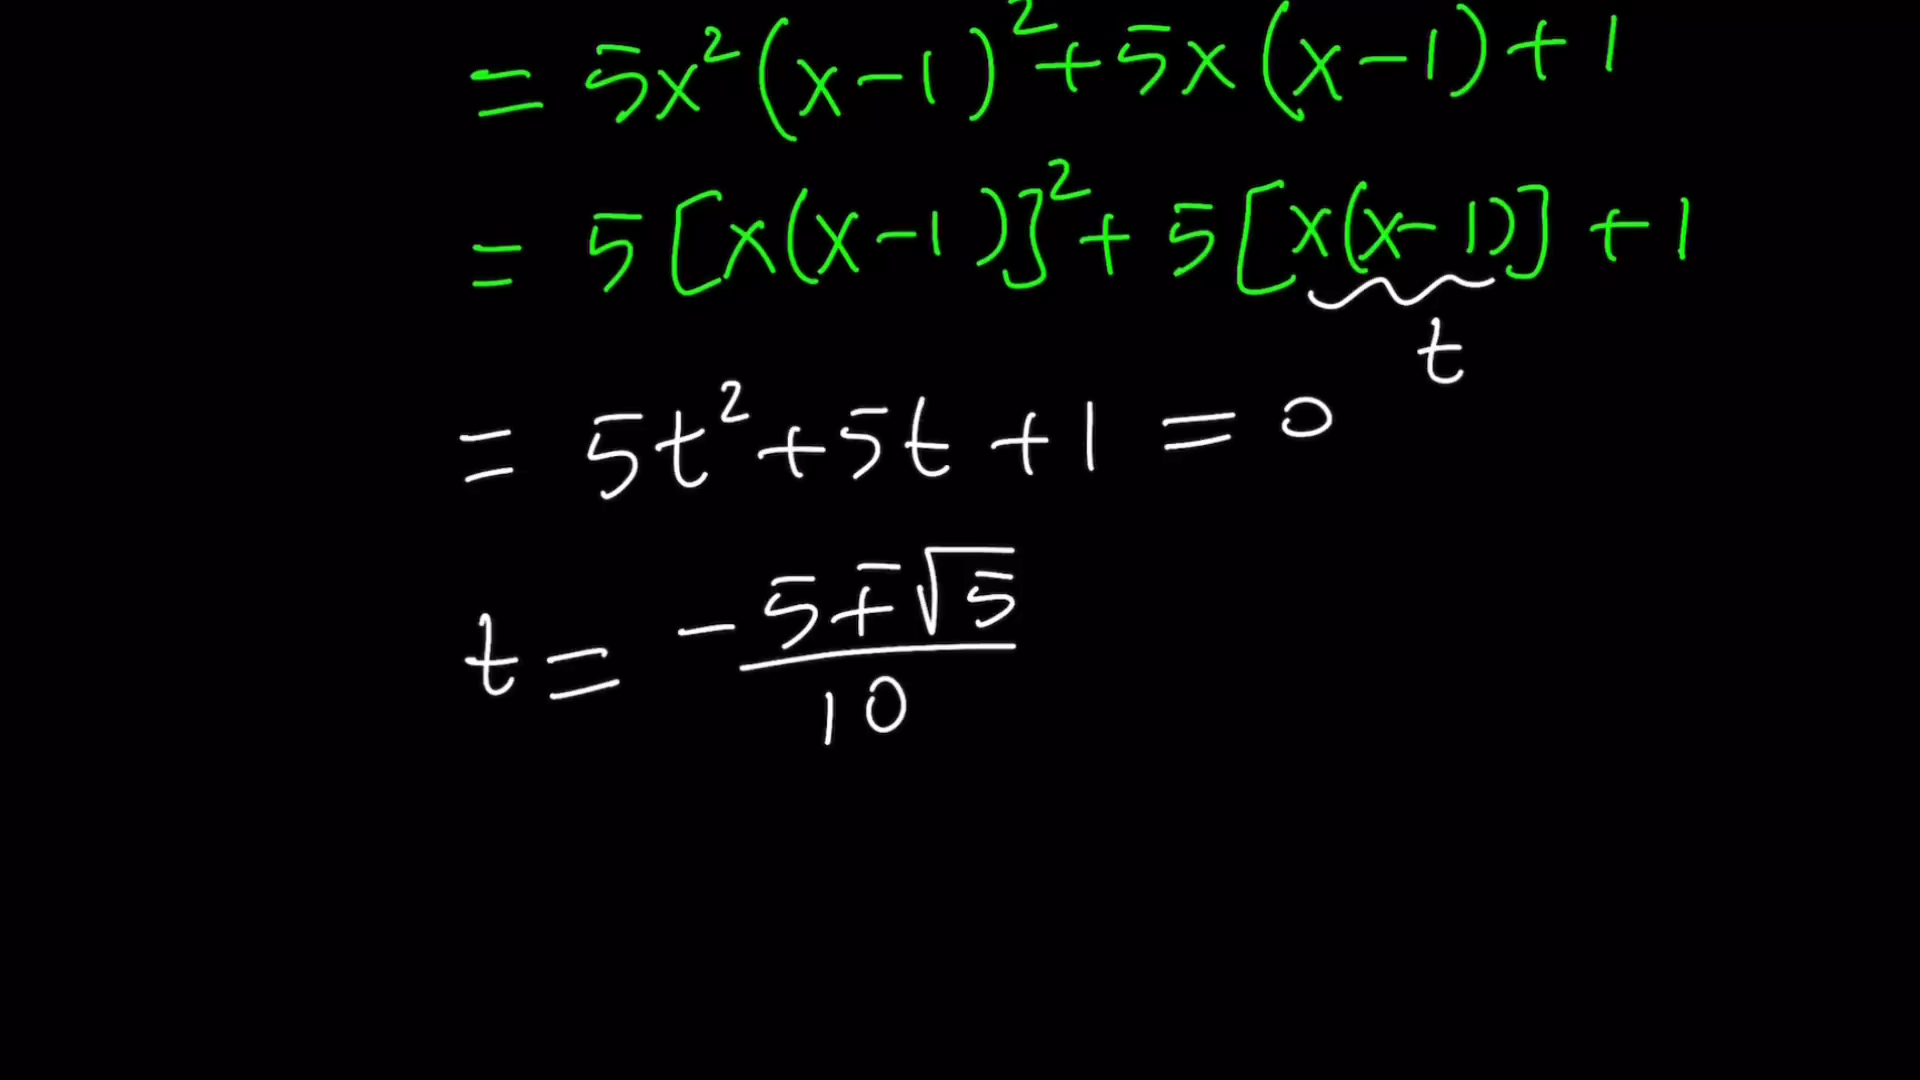 = 5x²(x-1)²+5x(x-1)+1
= 5[x(x-1)]²+5[x(x-1)]+1
t
= 5t²+5t+1=0
t= -5∓√5
10